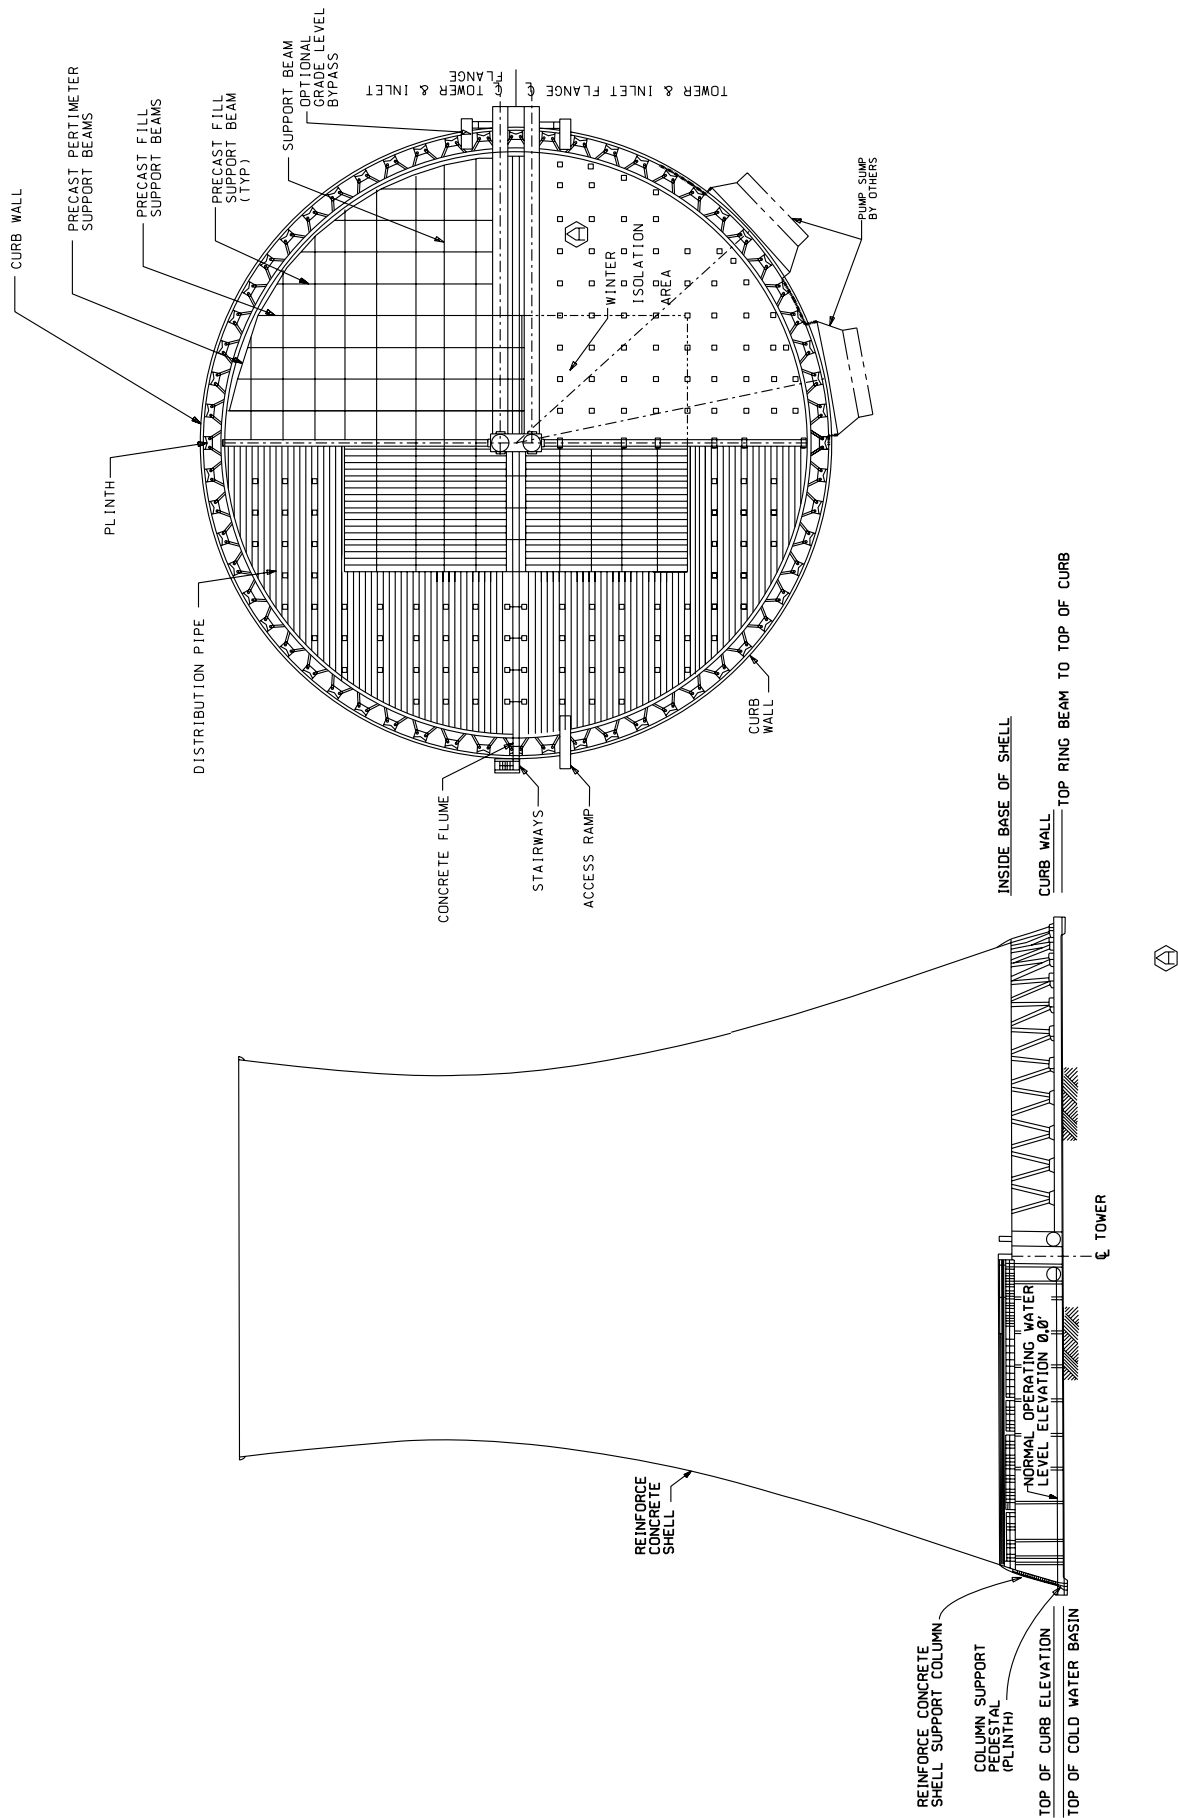 CURB WALL
PRECAST PERTIMETER
SUPPORT BEAMS
PRECAST FILL
SUPPORT BEAMS
PRECAST FILL
SUPPORT BEAM
(TYP)
SUPPORT BEAM
OPTIONAL
GRADE LEVEL
BYPASS
℄ TOWER & INLET
FLANGE
℄ TOWER & INLET FLANGE
PLINTH
DISTRIBUTION PIPE
WINTER
ISOLATION
AREA
PUMP SUMP
BY OTHERS
CONCRETE FLUME
STAIRWAYS
ACCESS RAMP
CURB
WALL
INSIDE BASE OF SHELL
CURB WALL
TOP RING BEAM TO TOP OF CURB
REINFORCE
CONCRETE
SHELL
NORMAL OPERATING WATER
LEVEL ELEVATION 0.0'
℄ TOWER
REINFORCE CONCRETE
SHELL SUPPORT COLUMN
COLUMN SUPPORT
PEDESTAL
(PLINTH)
TOP OF CURB ELEVATION
TOP OF COLD WATER BASIN